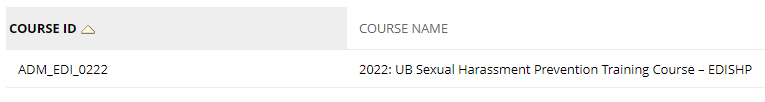 COURSE ID COURSE NAME
ADM_EDI_0222 2022: UB Sexual Harassment Prevention Training Course – EDISHP